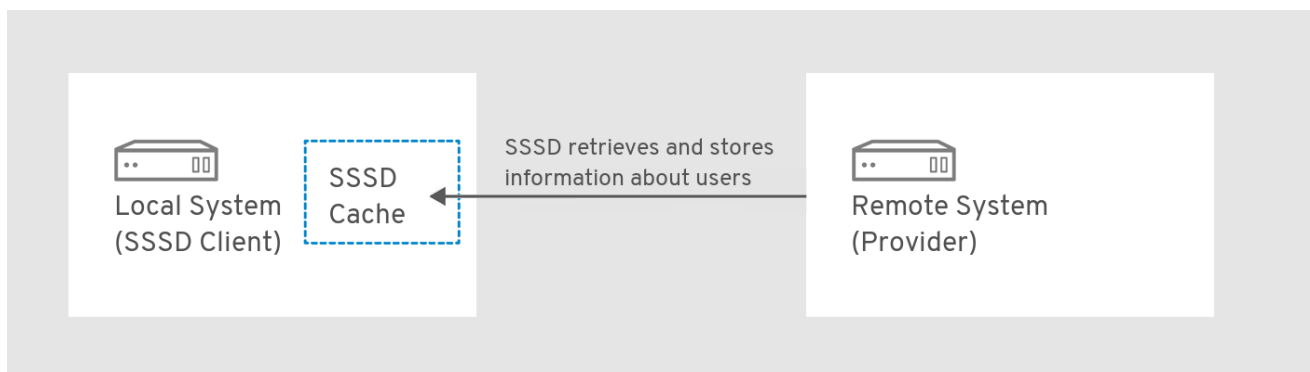 Local System
(SSSD Client)
SSSD
Cache
SSSD retrieves and stores
information about users
Remote System
(Provider)